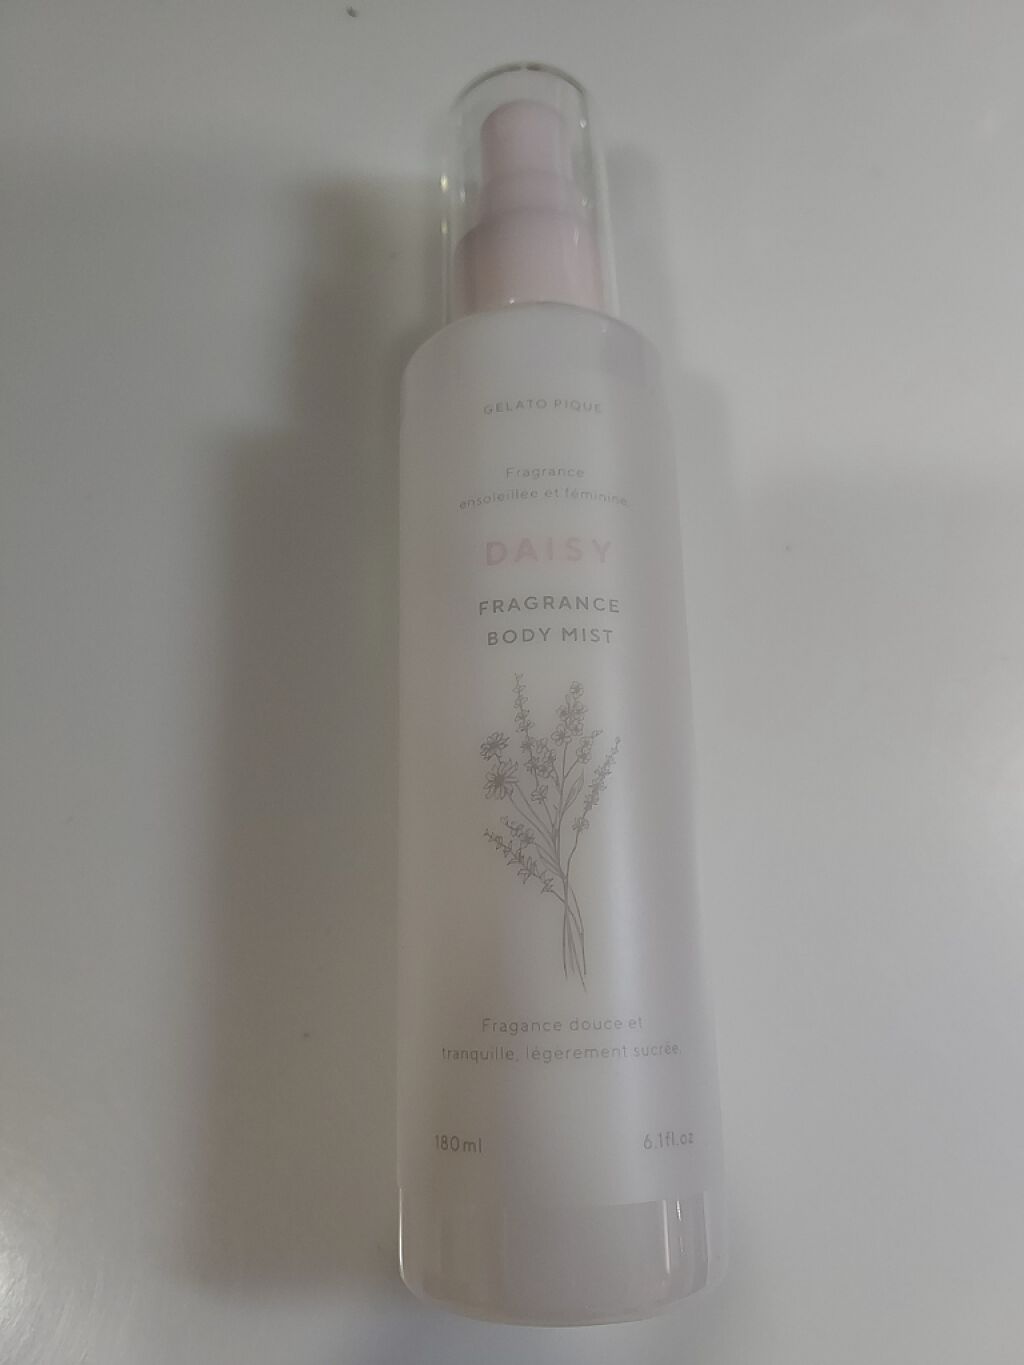 GELATO PIQUE
Fragrance
ensoleillée et féminine.
DAISY
FRAGRANCE
BODY MIST
Fragance douce et
tranquille, légèrement sucrée.
180ml
6.1fl.oz